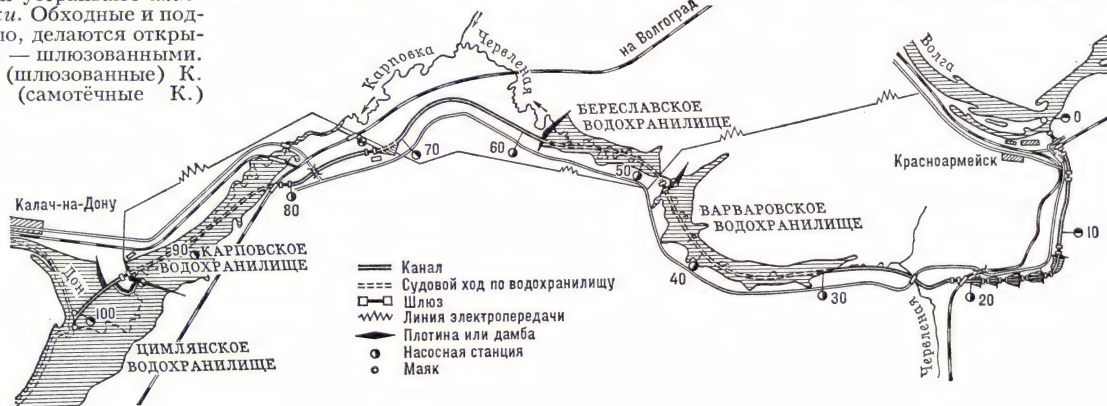 ки. Обходные и под-
но, делаются откры-
— шлюзованными.
(шлюзованные) К.
(самотёчные К.)
на Волгоград
Карповка
Червленая
Волга
0
БЕРЕСЛАВСКОЕ
ВОДОХРАНИЛИЩЕ
70
60
50
Красноармейск
80
Калач-на-Дону
ВАРВАРОВСКОЕ
ВОДОХРАНИЛИЩЕ
10
90
КАРПОВСКОЕ
ВОДОХРАНИЛИЩЕ
Дон
40
30
20
Червленая
100
ЦИМЛЯНСКОЕ
ВОДОХРАНИЛИЩЕ
Канал
Судовой ход по водохранилищу
Шлюз
Линия электропередачи
Плотина или дамба
Насосная станция
Маяк